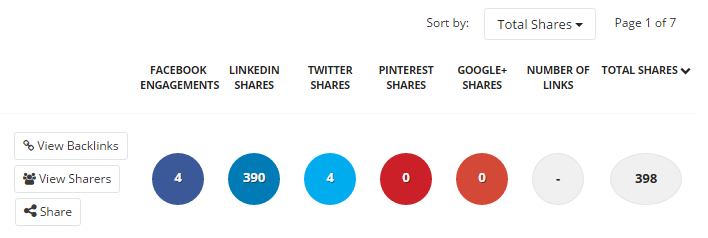 Sort by: Total Shares Page 1 of 7
FACEBOOK ENGAGEMENTS
LINKEDIN SHARES
TWITTER SHARES
PINTEREST SHARES
GOOGLE+ SHARES
NUMBER OF LINKS
TOTAL SHARES
View Backlinks
View Sharers
Share
4 390 4 0 0 - 398